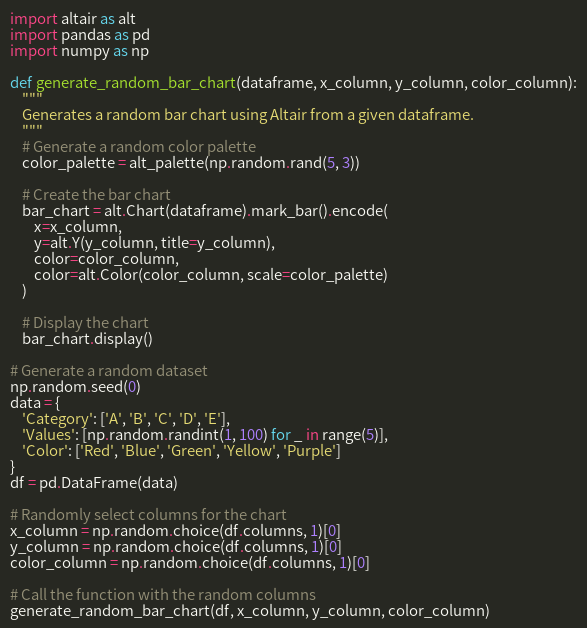 import altair as alt
import pandas as pd
import numpy as np

def generate_random_bar_chart(dataframe, x_column, y_column, color_column):
    """
    Generates a random bar chart using Altair from a given dataframe.
    """
    # Generate a random color palette
    color_palette = alt_palette(np.random.rand(5, 3))

    # Create the bar chart
    bar_chart = alt.Chart(dataframe).mark_bar().encode(
        x=x_column,
        y=alt.Y(y_column, title=y_column),
        color=color_column,
        color=alt.Color(color_column, scale=color_palette)
    )

    # Display the chart
    bar_chart.display()

# Generate a random dataset
np.random.seed(0)
data = {
    'Category': ['A', 'B', 'C', 'D', 'E'],
    'Values': [np.random.randint(1, 100) for _ in range(5)],
    'Color': ['Red', 'Blue', 'Green', 'Yellow', 'Purple']
}
df = pd.DataFrame(data)

# Randomly select columns for the chart
x_column = np.random.choice(df.columns, 1)[0]
y_column = np.random.choice(df.columns, 1)[0]
color_column = np.random.choice(df.columns, 1)[0]

# Call the function with the random columns
generate_random_bar_chart(df, x_column, y_column, color_column)